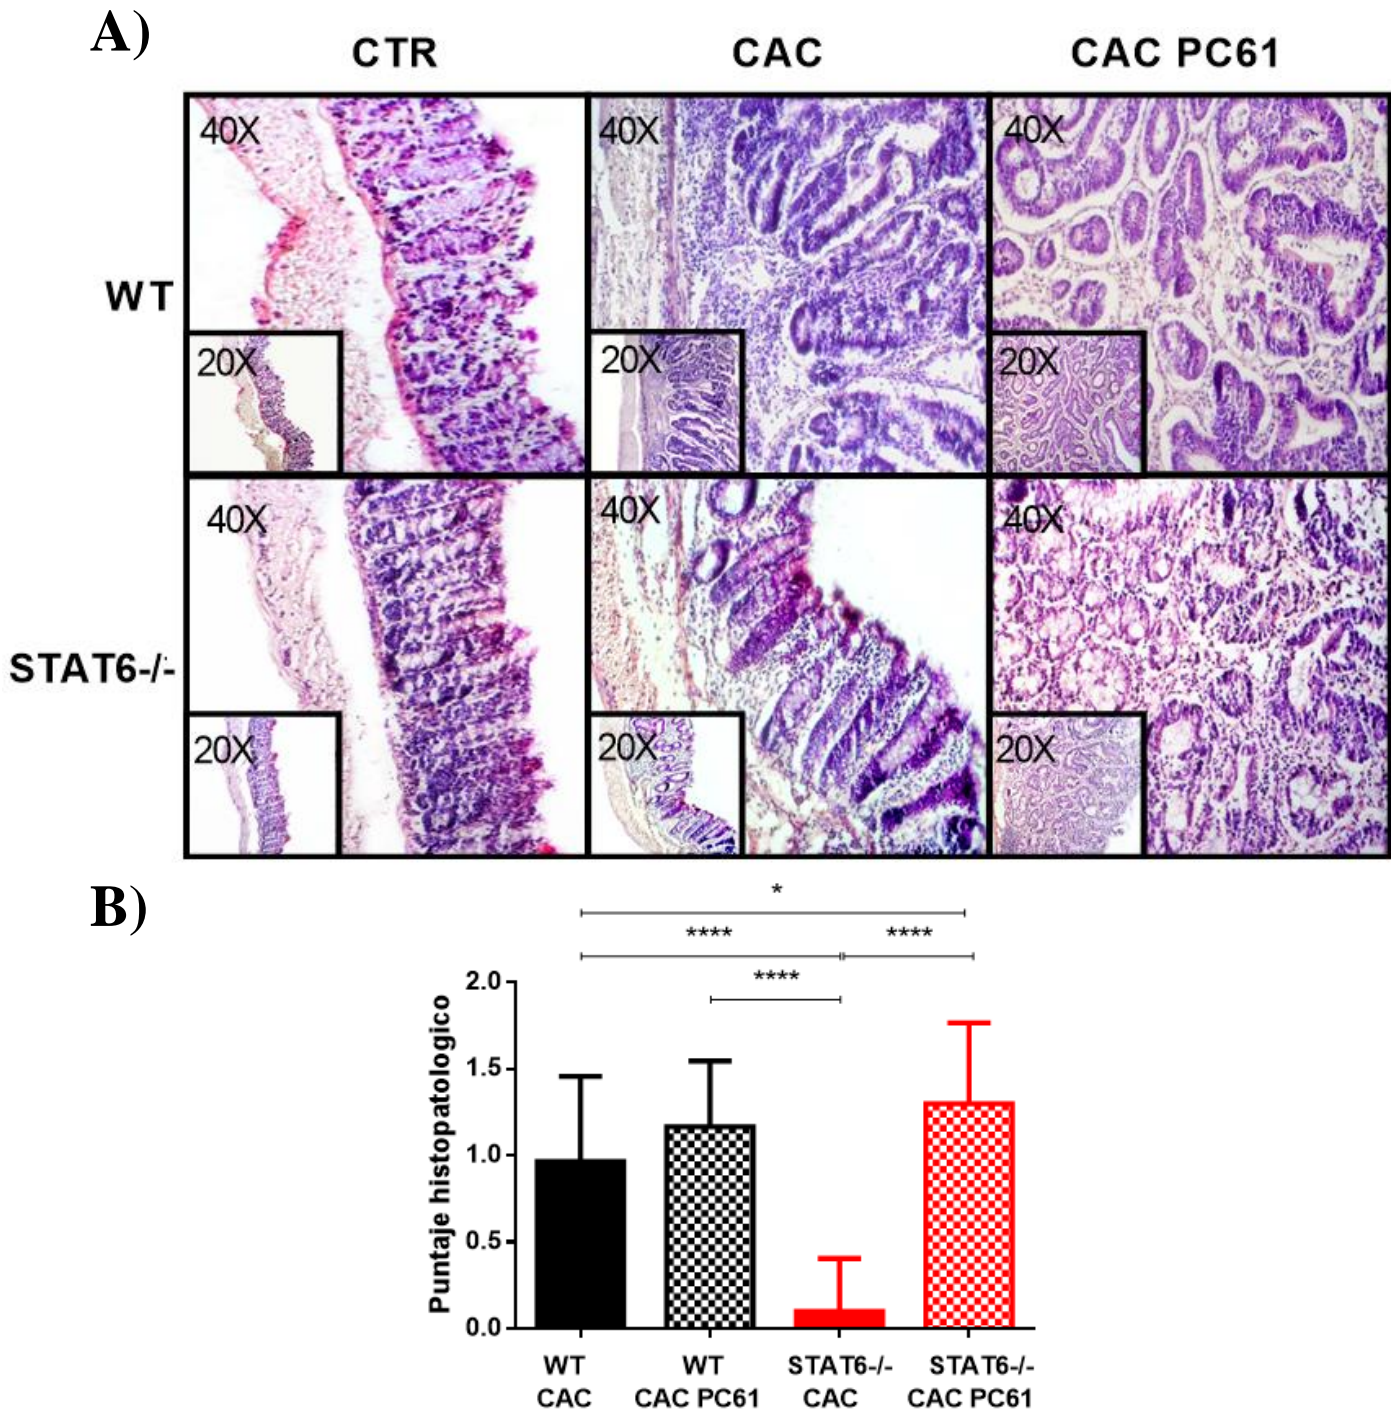 A)
CTR CAC CAC PC61
WT
40X 40X 40X
20X 20X 20X
STAT6-/-
40X 40X 40X
20X 20X 20X
B)
*
**** ****
****
Puntaje histopatologico
2.0
1.5
1.0
0.5
0.0
WT WT STAT6-/- STAT6-/-
CAC CAC PC61 CAC CAC PC61